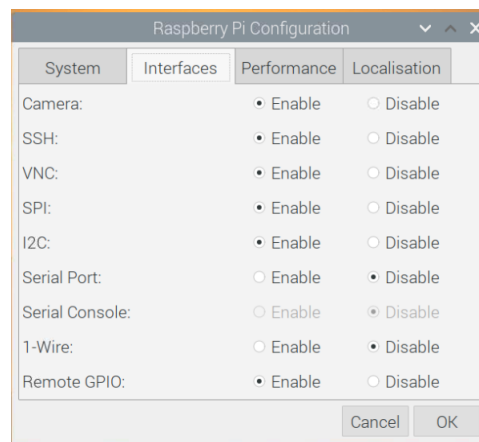 Raspberry Pi Configuration
System Interfaces Performance Localisation
Camera: Enable Disable
SSH: Enable Disable
VNC: Enable Disable
SPI: Enable Disable
I2C: Enable Disable
Serial Port: Enable Disable
Serial Console: Enable Disable
1-Wire: Enable Disable
Remote GPIO: Enable Disable
Cancel OK